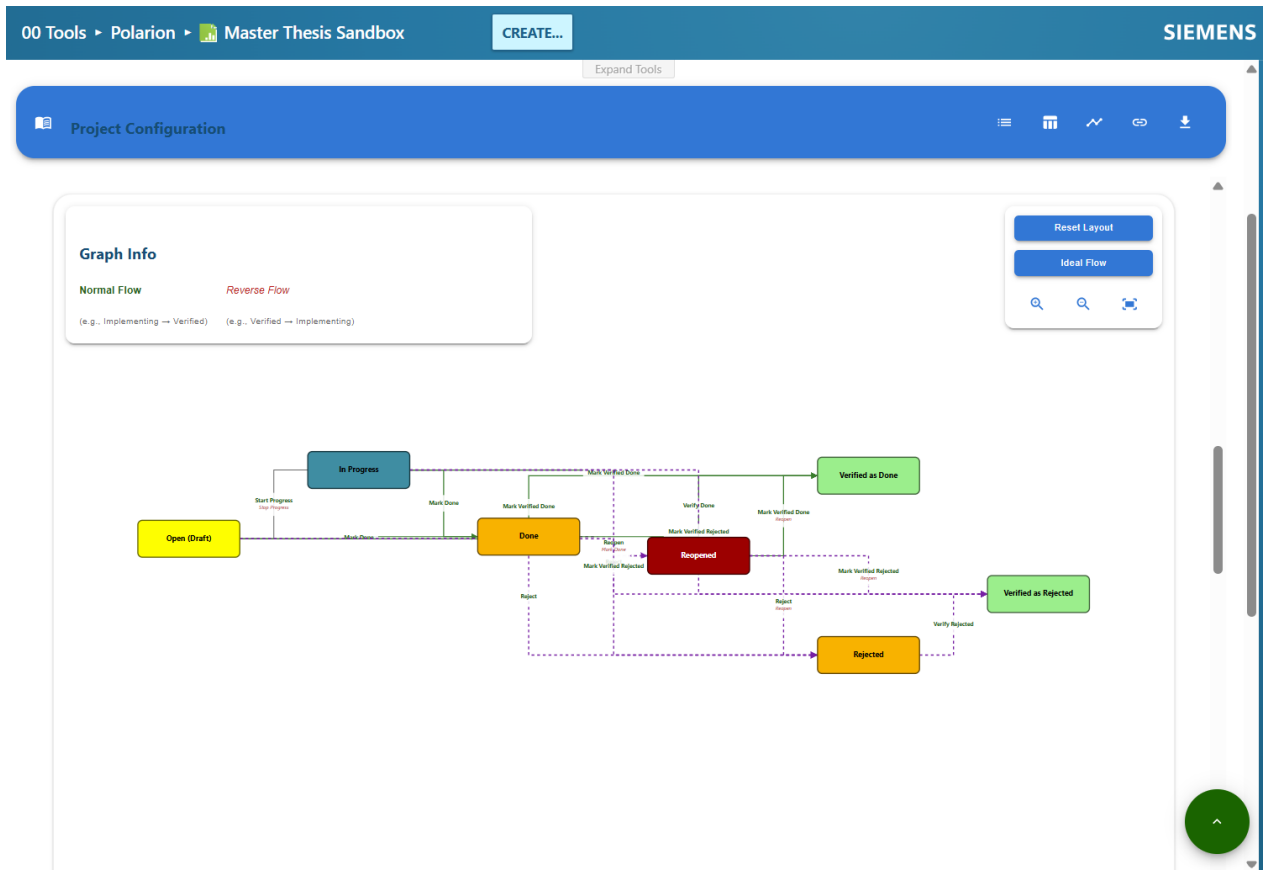 00 Tools ▸ Polarion ▸ Master Thesis Sandbox
CREATE...
SIEMENS
Expand Tools
Project Configuration
Graph Info
Normal Flow
Reverse Flow
(e.g., Implementing → Verified)
(e.g., Verified → Implementing)
Reset Layout
Ideal Flow
In Progress
Mark Verified Done
Verified as Done
Start Progress
Stop Progress
Mark Done
Mark Verified Done
Verify Done
Mark Verified Done
Reopen
Open (Draft)
Mark Done
Done
Mark Verified Rejected
Reopen
Mark Done
Reopened
Mark Verified Rejected
Mark Verified Rejected
Reopen
Reject
Reject
Reopen
Verified as Rejected
Verify Rejected
Rejected